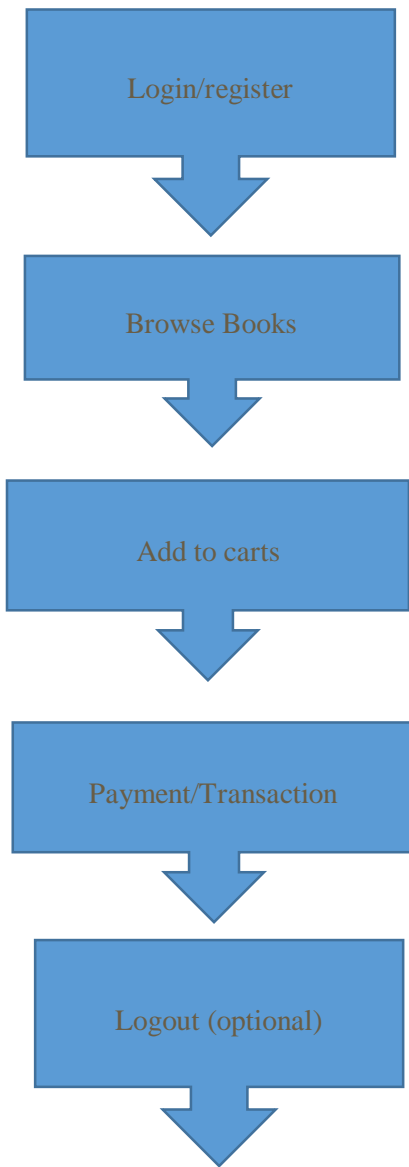 Login/register
Browse Books
Add to carts
Payment/Transaction
Logout (optional)